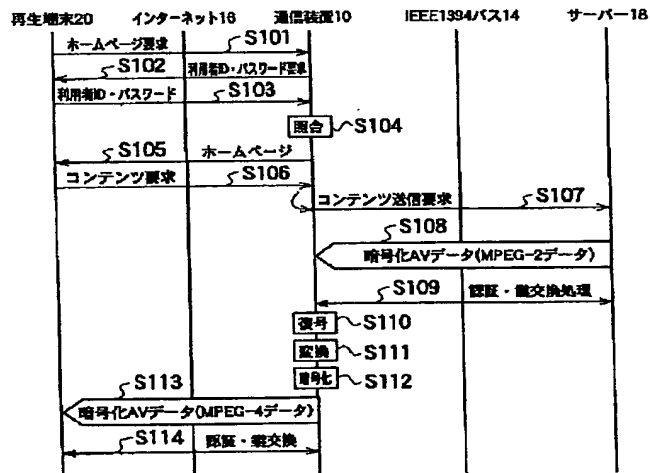 再生端末20 インターネット16 通信装置10 IEEE1394バス14 サーバー18
ホームページ要求 S101
S102 利用者ID・パスワード要求
利用者ID・パスワード S103
照合 S104
S105 ホームページ
コンテンツ要求 S106
コンテンツ送信要求 S107
S108
暗号化AVデータ(MPEG-2データ)
S109 認証・鍵交換処理
復号 S110
変換 S111
暗号化 S112
S113
暗号化AVデータ(MPEG-4データ)
S114 認証・鍵交換